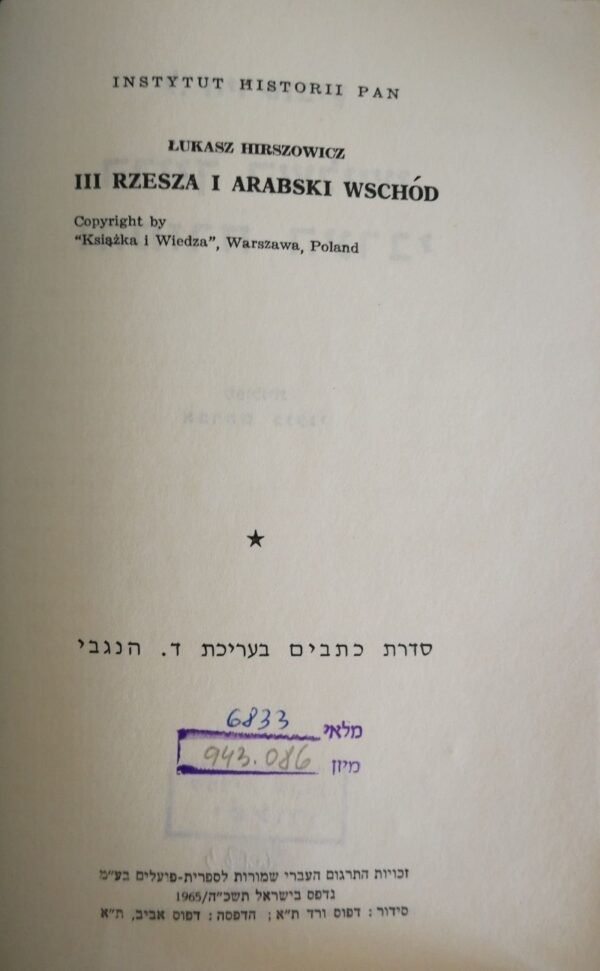 INSTYTUT HISTORII PAN
ŁUKASZ HIRSZOWICZ
III RZESZA I ARABSKI WSCHÓD
Copyright by
“Książka i Wiedza”, Warszawa, Poland
★
סדרת כתבים בעריכת ד. הנגבי
מלאי 6833
מיון 943.086
זכויות התרגום העברי שמורות לספרית-פועלים בע״מ
נדפס בישראל תשכ״ה/1965
סידור: דפוס ורד ת״א; הדפסה: דפוס אביב, ת״א